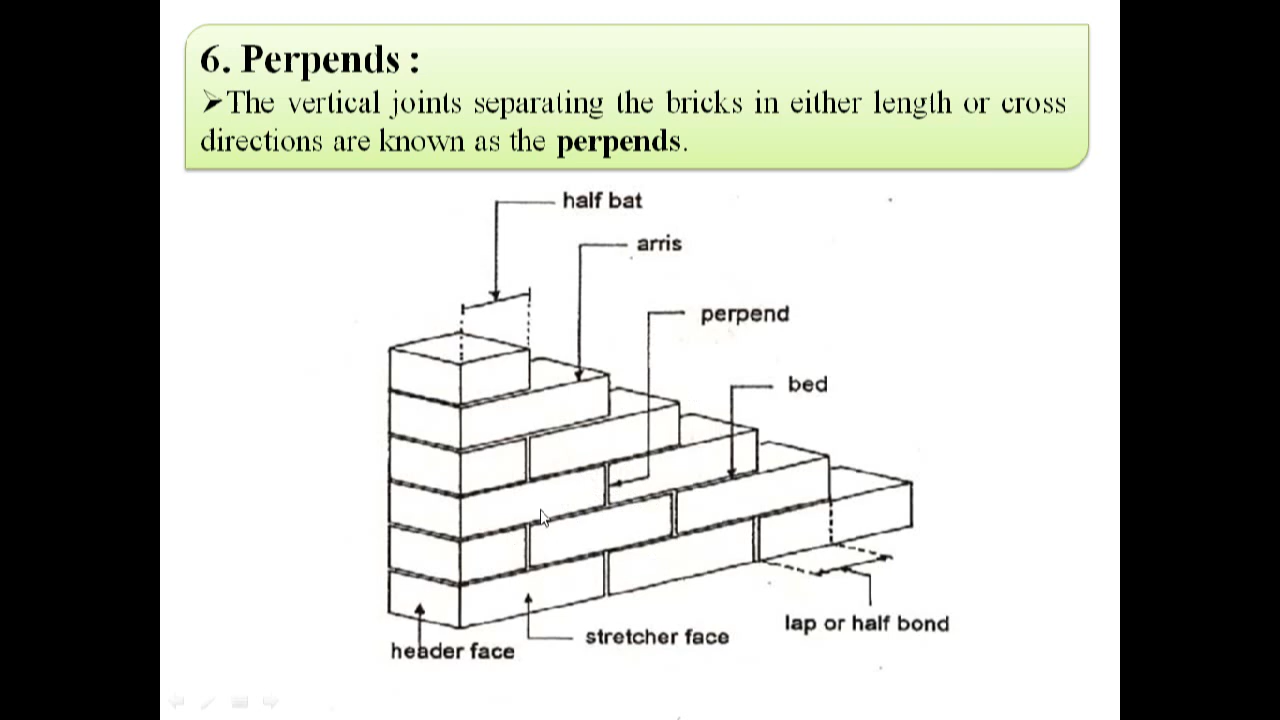 6. Perpends :
➢The vertical joints separating the bricks in either length or cross
directions are known as the perpends.
half bat
arris
perpend
bed
lap or half bond
stretcher face
header face